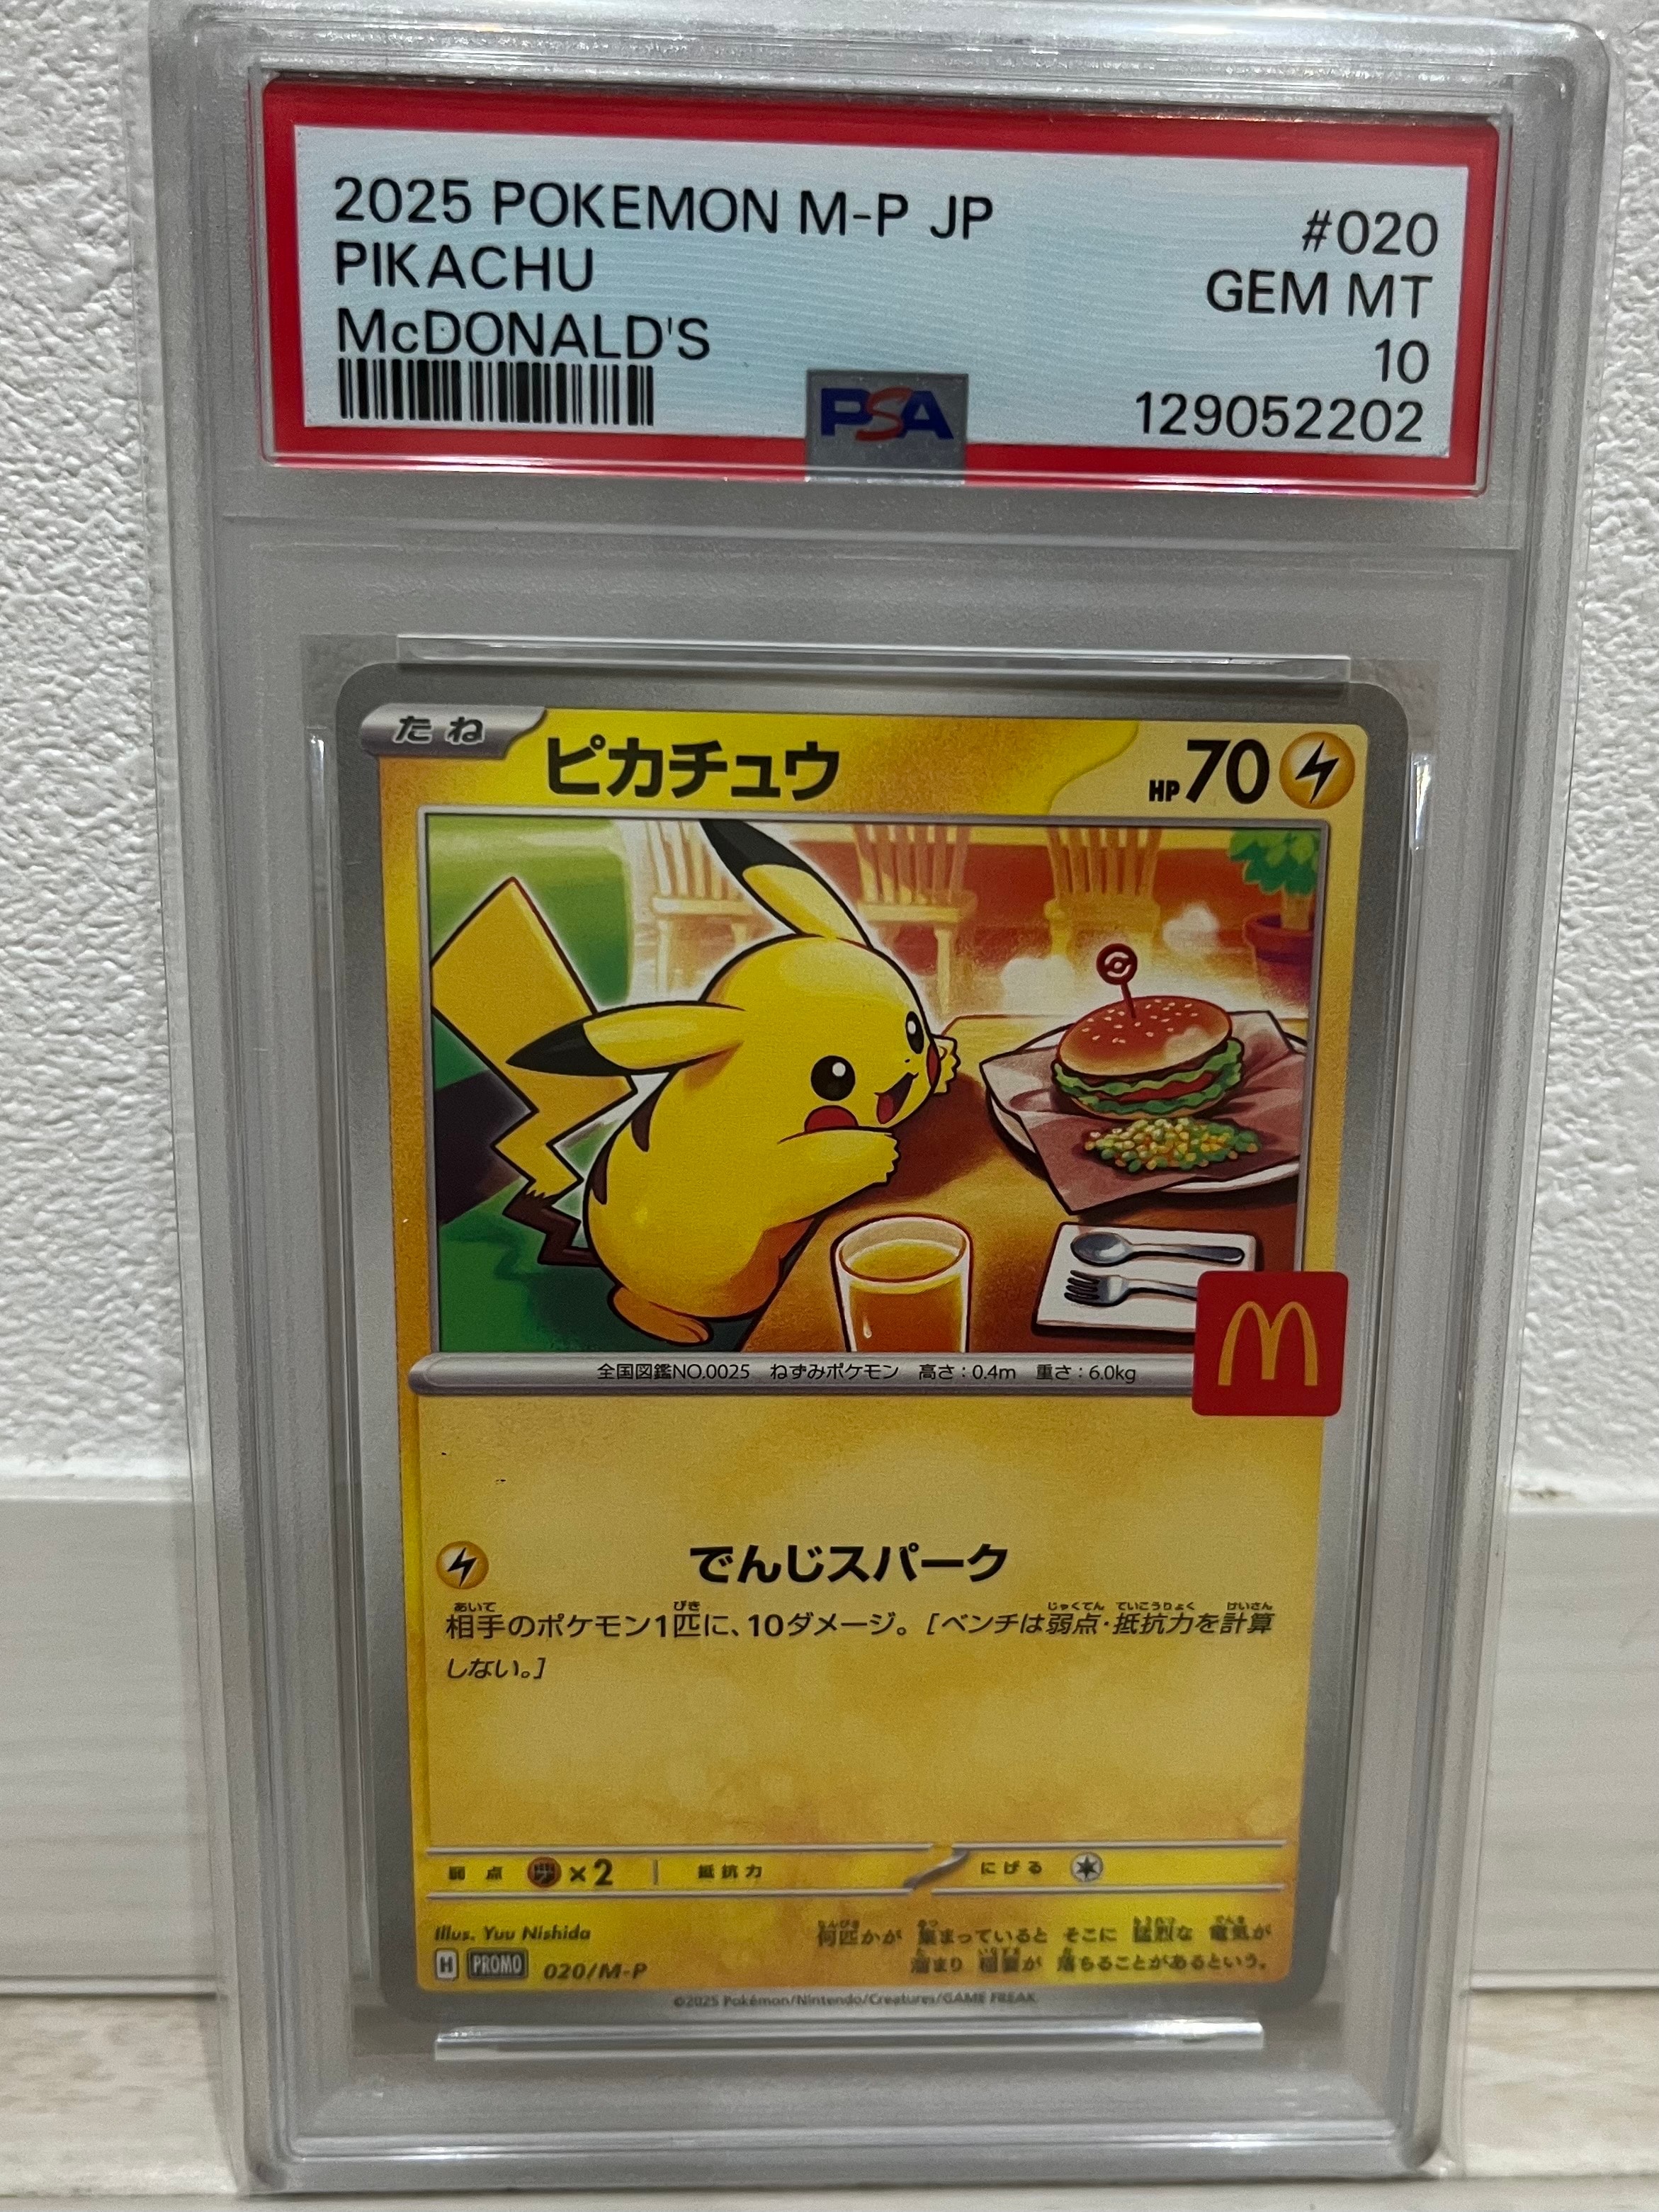 2025 POKEMON M-P JP
#020
PIKACHU
GEM MT
McDONALD'S
10
PSA
129052202
たね
ピカチュウ
HP70
全国図鑑NO.0025 ねずみポケモン 高さ:0.4m 重さ:6.0kg
でんじスパーク
相手のポケモン1匹に、10ダメージ。[ベンチは弱点・抵抗力を計算
しない。]
弱点 ×2 抵抗力 にげる
Illus. Yuu Nishida
何匹かが 集まっていると そこに 猛烈な 電気が
溜まり 稲妻が 落ちることがあるという。
H PROMO 020/M-P
©2025 Pokémon/Nintendo/Creatures/GAME FREAK.